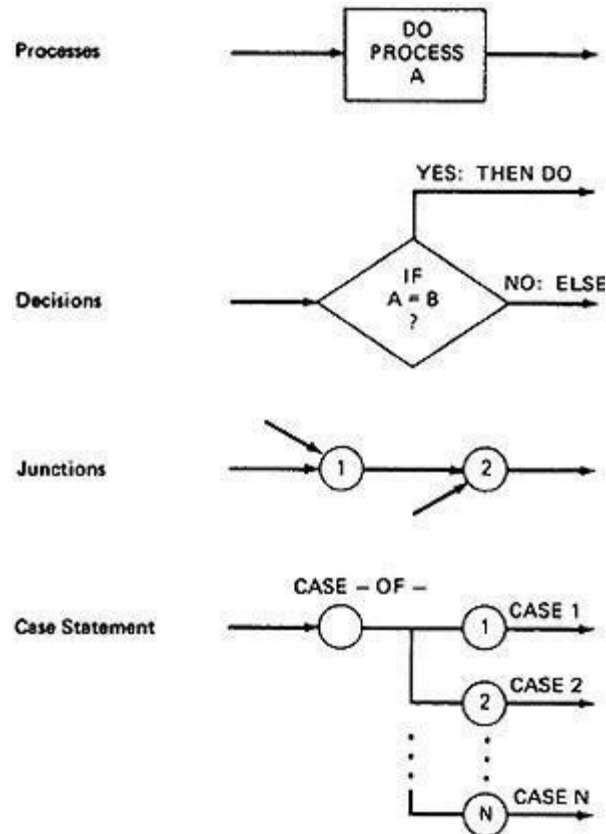 Processes
DO
PROCESS
A
YES: THEN DO
Decisions
IF
A = B
?
NO: ELSE
Junctions
1
2
CASE – OF –
Case Statement
1
CASE 1
2
CASE 2
N
CASE N